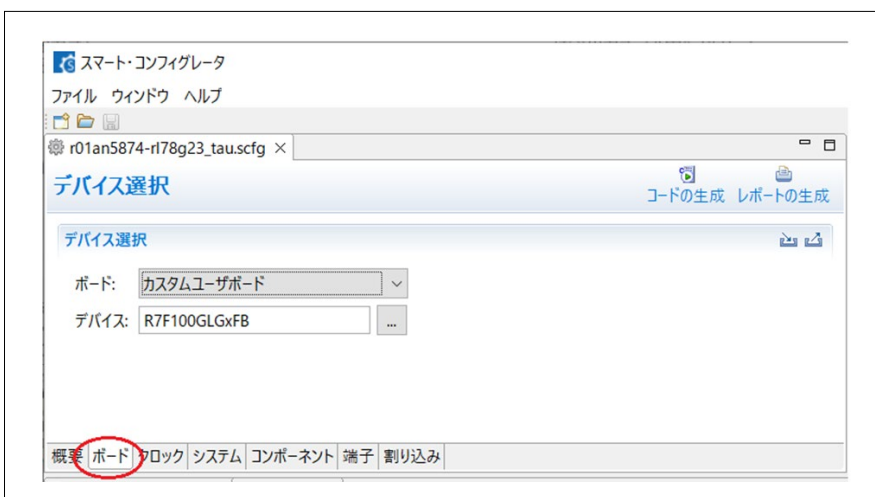 スマート・コンフィグレータ
ファイル ウィンドウ ヘルプ
r01an5874-rl78g23_tau.scfg
デバイス選択
コードの生成 レポートの生成
デバイス選択
ボード: カスタムユーザボード
デバイス: R7F100GLGxFB ...
概要 ボード クロック システム コンポーネント 端子 割り込み